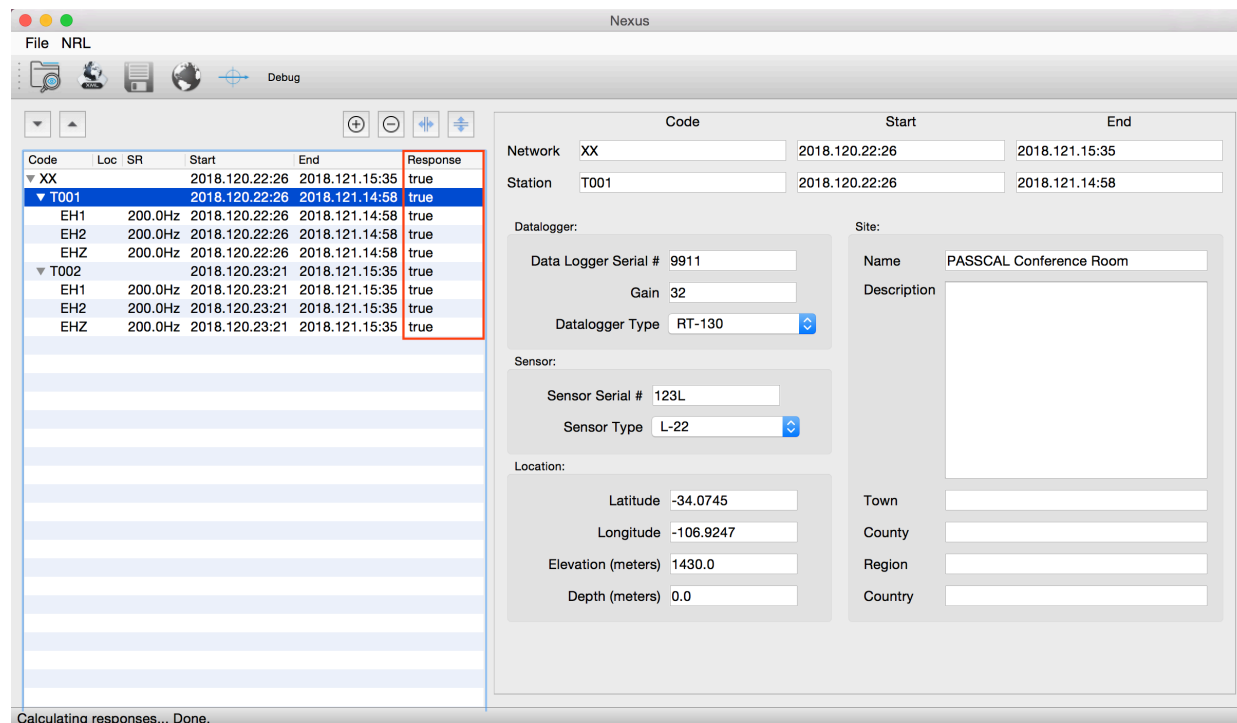 Nexus
File NRL
XML
Debug
Code Loc SR Start End Response
XX 2018.120.22:26 2018.121.15:35 true
T001 2018.120.22:26 2018.121.14:58 true
EH1 200.0Hz 2018.120.22:26 2018.121.14:58 true
EH2 200.0Hz 2018.120.22:26 2018.121.14:58 true
EHZ 200.0Hz 2018.120.22:26 2018.121.14:58 true
T002 2018.120.23:21 2018.121.15:35 true
EH1 200.0Hz 2018.120.23:21 2018.121.15:35 true
EH2 200.0Hz 2018.120.23:21 2018.121.15:35 true
EHZ 200.0Hz 2018.120.23:21 2018.121.15:35 true
Code Start End
Network XX 2018.120.22:26 2018.121.15:35
Station T001 2018.120.22:26 2018.121.14:58
Datalogger:
Data Logger Serial # 9911
Gain 32
Datalogger Type RT-130
Sensor:
Sensor Serial # 123L
Sensor Type L-22
Location:
Latitude -34.0745
Longitude -106.9247
Elevation (meters) 1430.0
Depth (meters) 0.0
Site:
Name PASSCAL Conference Room
Description
Town
County
Region
Country
Calculating responses... Done.